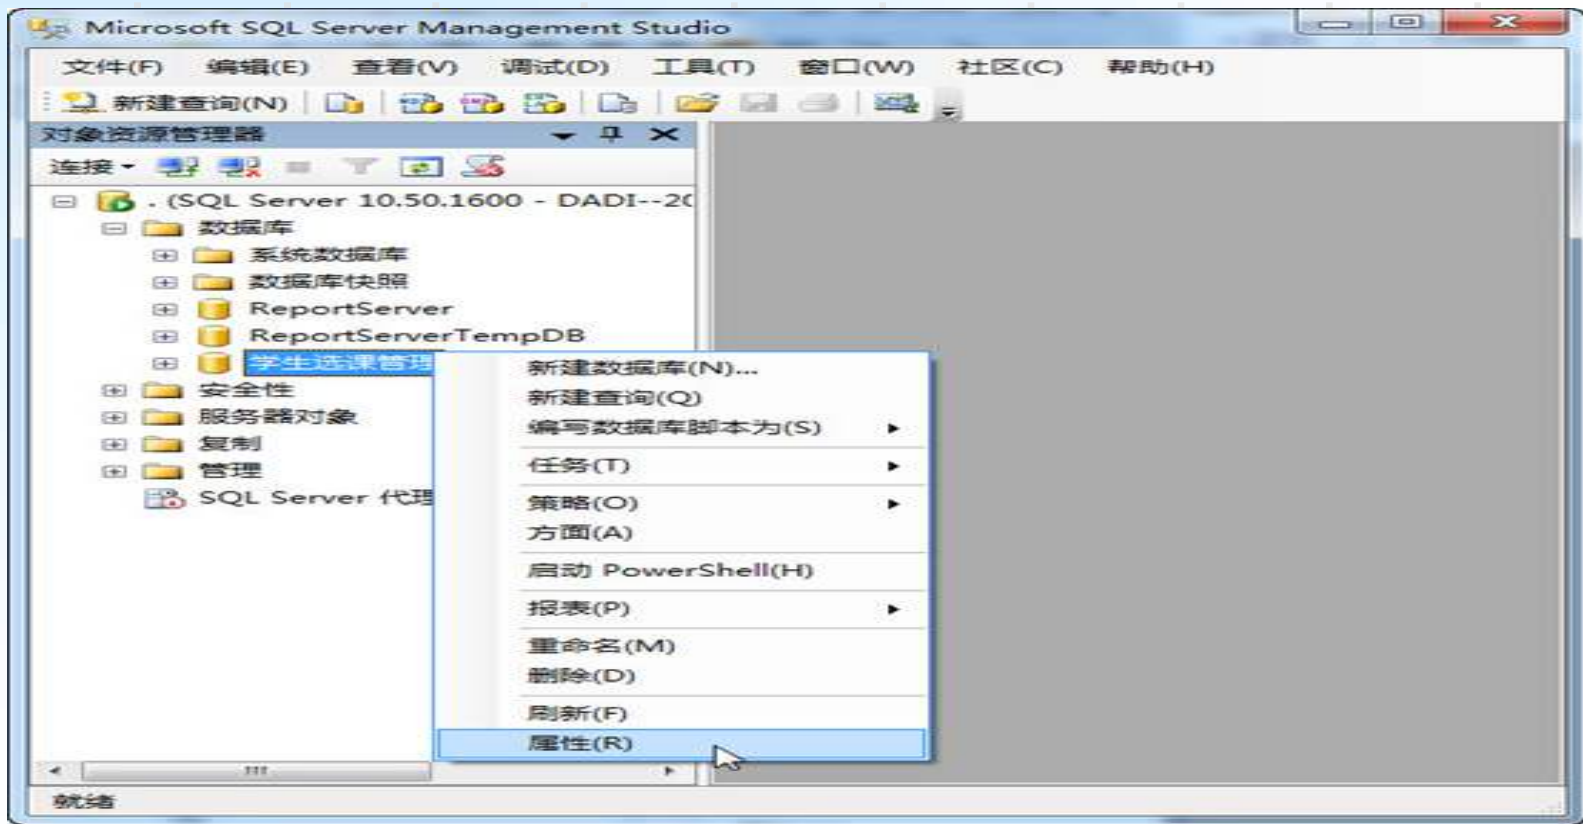 Microsoft SQL Server Management Studio
文件(F) 编辑(E) 查看(V) 调试(D) 工具(T) 窗口(W) 社区(C) 帮助(H)
新建查询(N)
对象资源管理器
连接
. (SQL Server 10.50.1600 - DADI--20
数据库
系统数据库
数据库快照
ReportServer
ReportServerTempDB
学生选课管理
安全性
服务器对象
复制
管理
SQL Server 代理
新建数据库(N)...
新建查询(Q)
编写数据库脚本为(S)
任务(T)
策略(O)
方面(A)
启动 PowerShell(H)
报表(P)
重命名(M)
删除(D)
刷新(F)
属性(R)
就绪